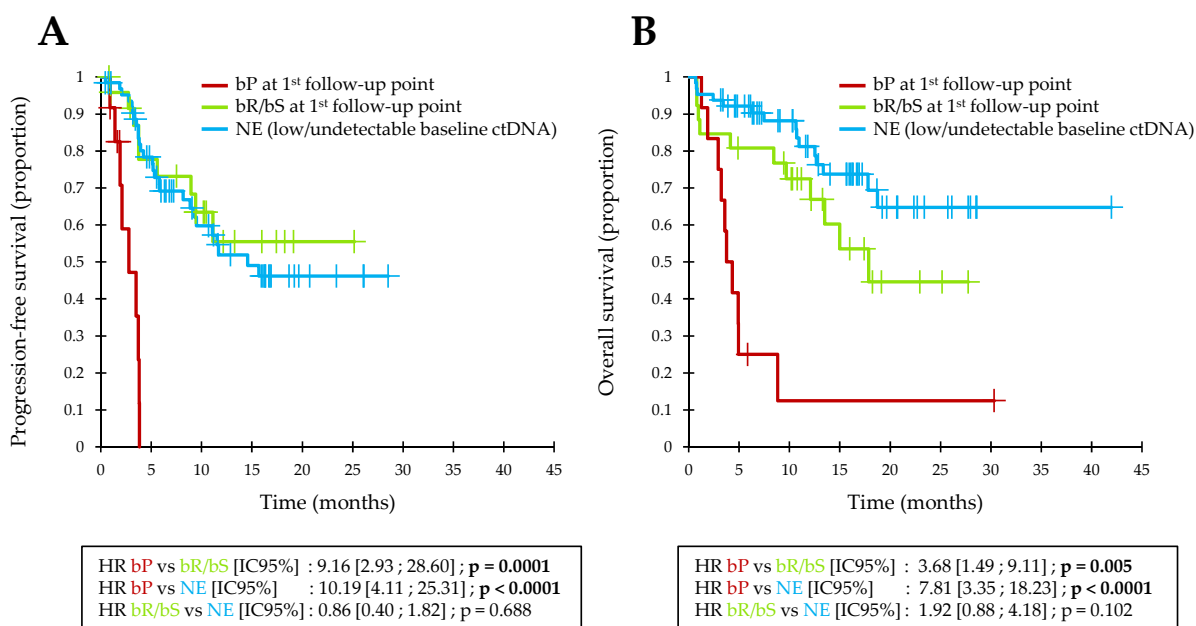 A
Progression-free survival (proportion)
1
0.9
0.8
0.7
0.6
0.5
0.4
0.3
0.2
0.1
0
bP at 1st follow-up point
bR/bS at 1st follow-up point
NE (low/undetectable baseline ctDNA)
0 5 10 15 20 25 30 35 40 45
Time (months)
HR bP vs bR/bS [IC95%] : 9.16 [2.93 ; 28.60] ; p = 0.0001
HR bP vs NE [IC95%] : 10.19 [4.11 ; 25.31] ; p < 0.0001
HR bR/bS vs NE [IC95%] : 0.86 [0.40 ; 1.82] ; p = 0.688
B
Overall survival (proportion)
1
0.9
0.8
0.7
0.6
0.5
0.4
0.3
0.2
0.1
0
bP at 1st follow-up point
bR/bS at 1st follow-up point
NE (low/undetectable baseline ctDNA)
0 5 10 15 20 25 30 35 40 45
Time (months)
HR bP vs bR/bS [IC95%] : 3.68 [1.49 ; 9.11] ; p = 0.005
HR bP vs NE [IC95%] : 7.81 [3.35 ; 18.23] ; p < 0.0001
HR bR/bS vs NE [IC95%] : 1.92 [0.88 ; 4.18] ; p = 0.102